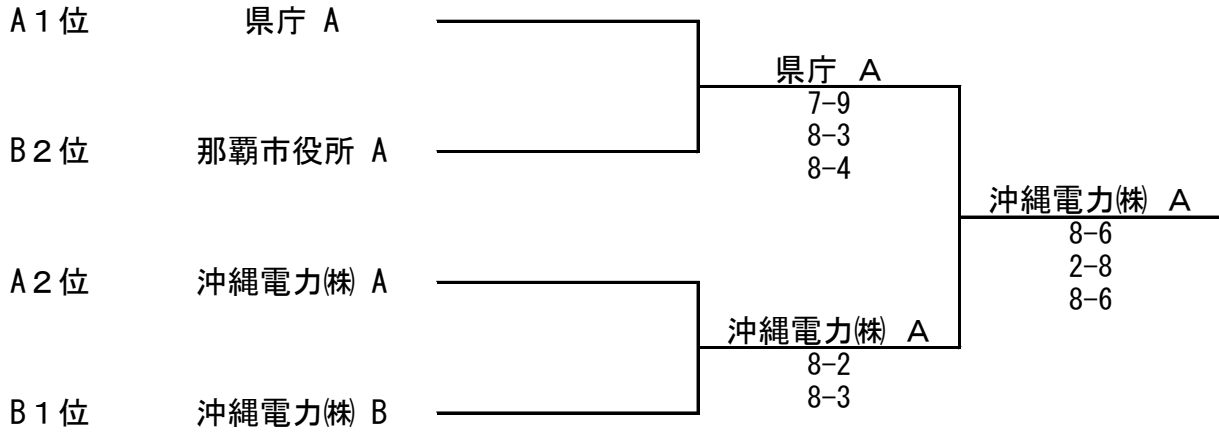 A１位 県庁 A
県庁 Ａ
7-9
8-3
8-4
B２位 那覇市役所 A
沖縄電力㈱ Ａ
8-6
2-8
8-6
A２位 沖縄電力㈱ A
沖縄電力㈱ Ａ
8-2
8-3
B１位 沖縄電力㈱ B